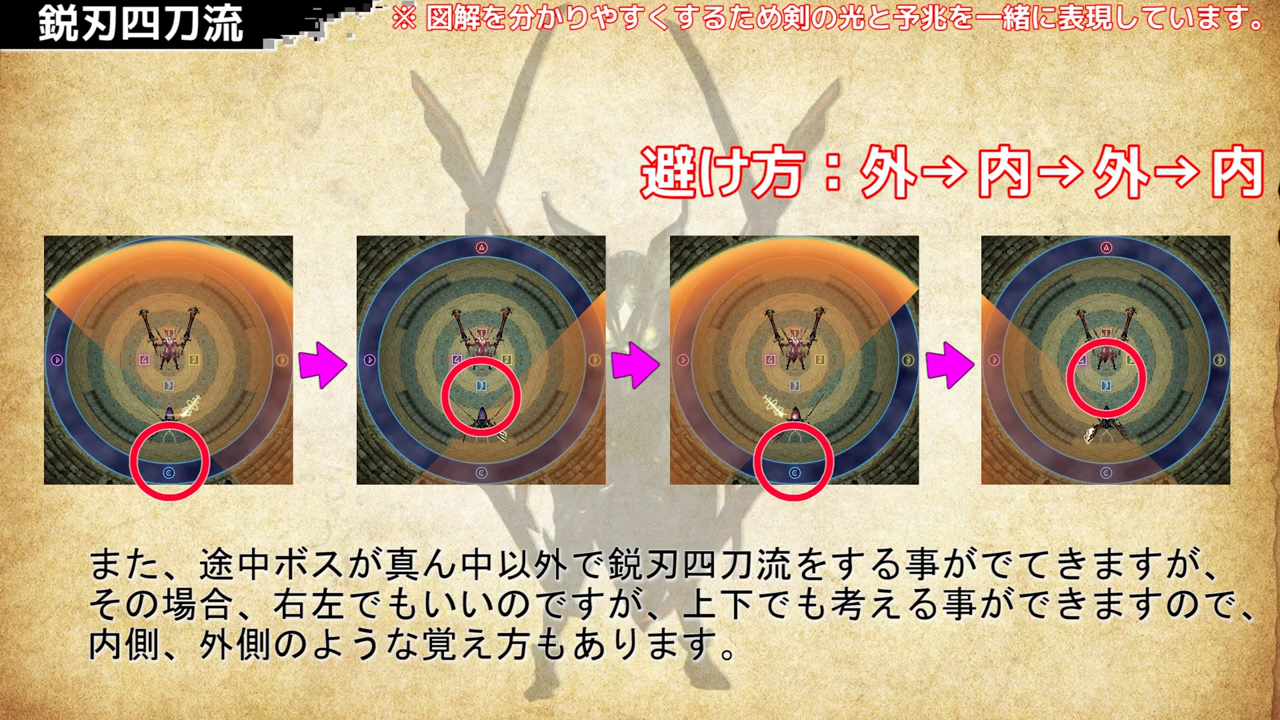 鋭刃四刀流
※ 図解を分かりやすくするため剣の光と予兆を一緒に表現しています。
避け方：外→内→外→内
また、途中ボスが真ん中以外で鋭刃四刀流をする事がでてきますが、
その場合、右左でもいいのですが、上下でも考える事ができますので、
内側、外側のような覚え方もあります。